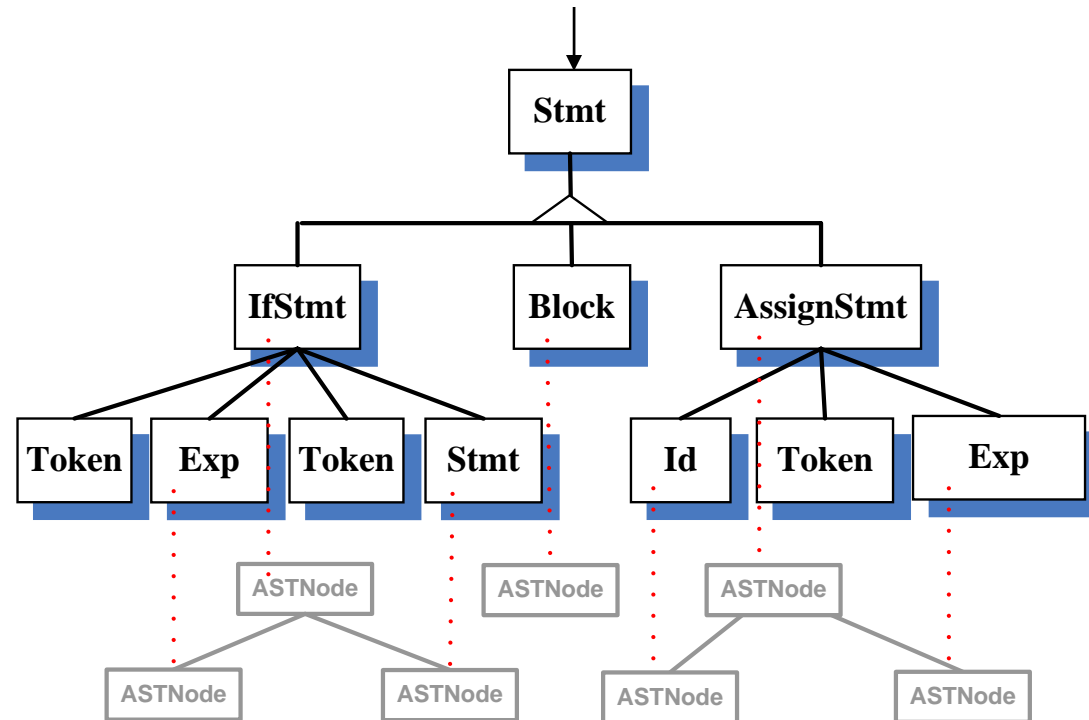 Stmt
IfStmt
Block
AssignStmt
Token
Exp
Token
Stmt
Id
Token
Exp
ASTNode
ASTNode
ASTNode
ASTNode
ASTNode
ASTNode
ASTNode